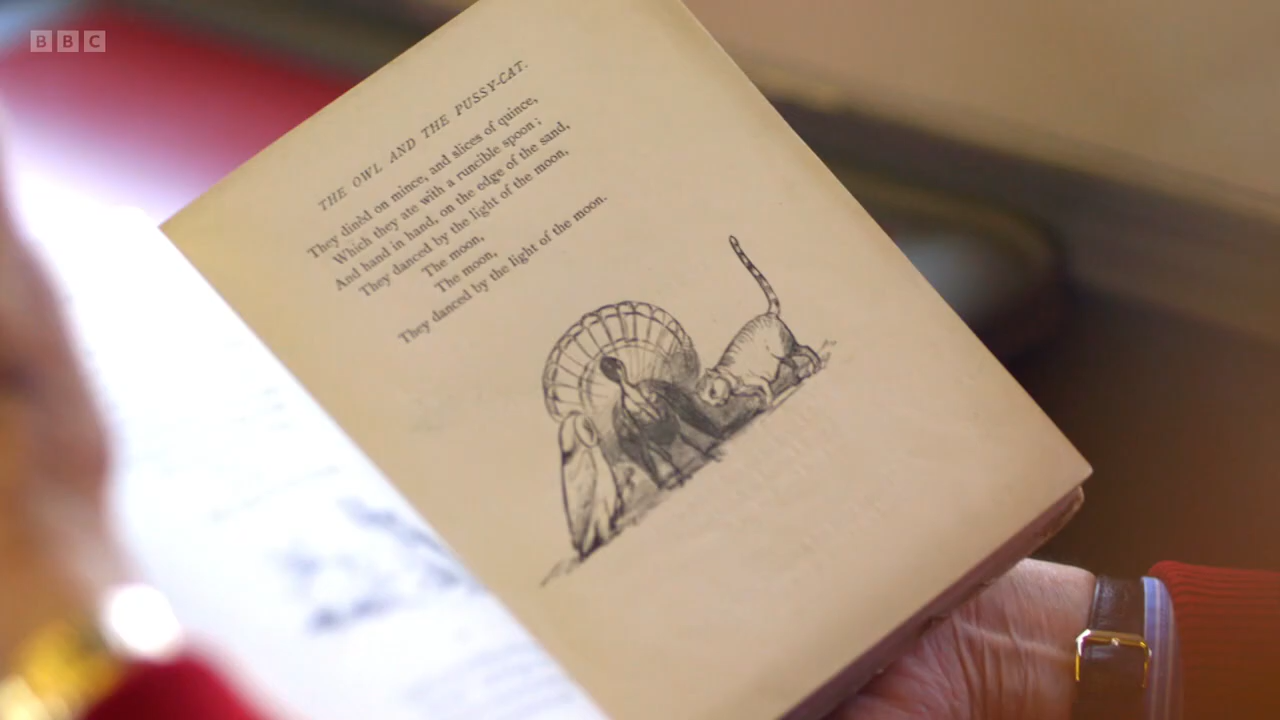 BBC
THE OWL AND THE PUSSY-CAT.
They dinèd on mince, and slices of quince,
Which they ate with a runcible spoon;
And hand in hand, on the edge of the sand,
They danced by the light of the moon,
The moon,
The moon,
They danced by the light of the moon.